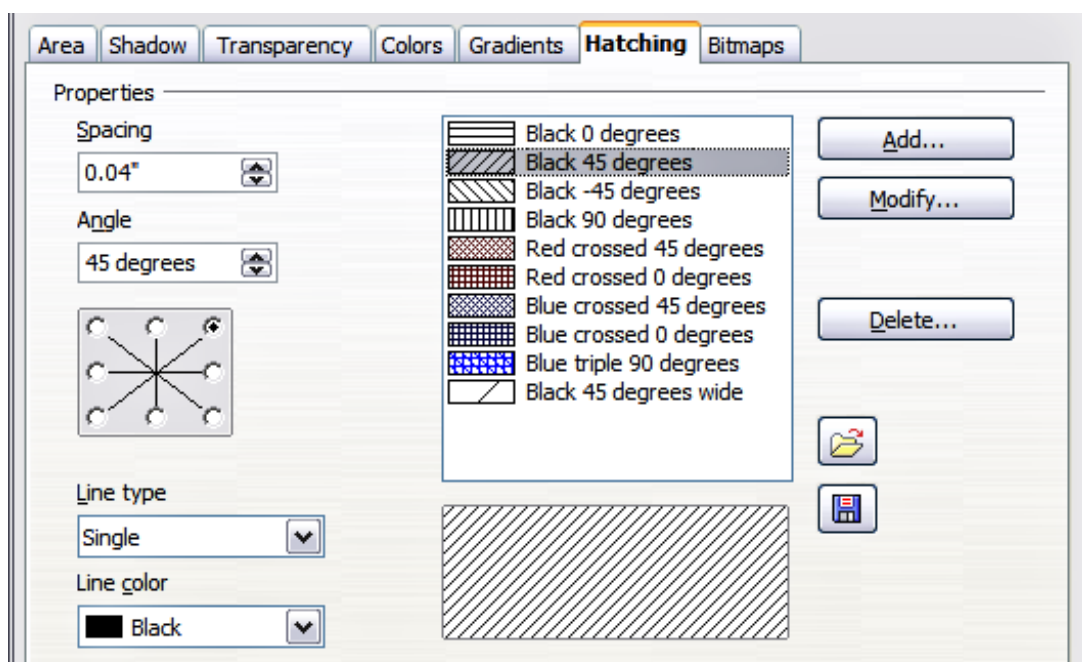 Area Shadow Transparency Colors Gradients Hatching Bitmaps
Properties
Spacing
0.04"
Angle
45 degrees
Line type
Single
Line color
Black
Black 0 degrees
Black 45 degrees
Black -45 degrees
Black 90 degrees
Red crossed 45 degrees
Red crossed 0 degrees
Blue crossed 45 degrees
Blue crossed 0 degrees
Blue triple 90 degrees
Black 45 degrees wide
Add...
Modify...
Delete...